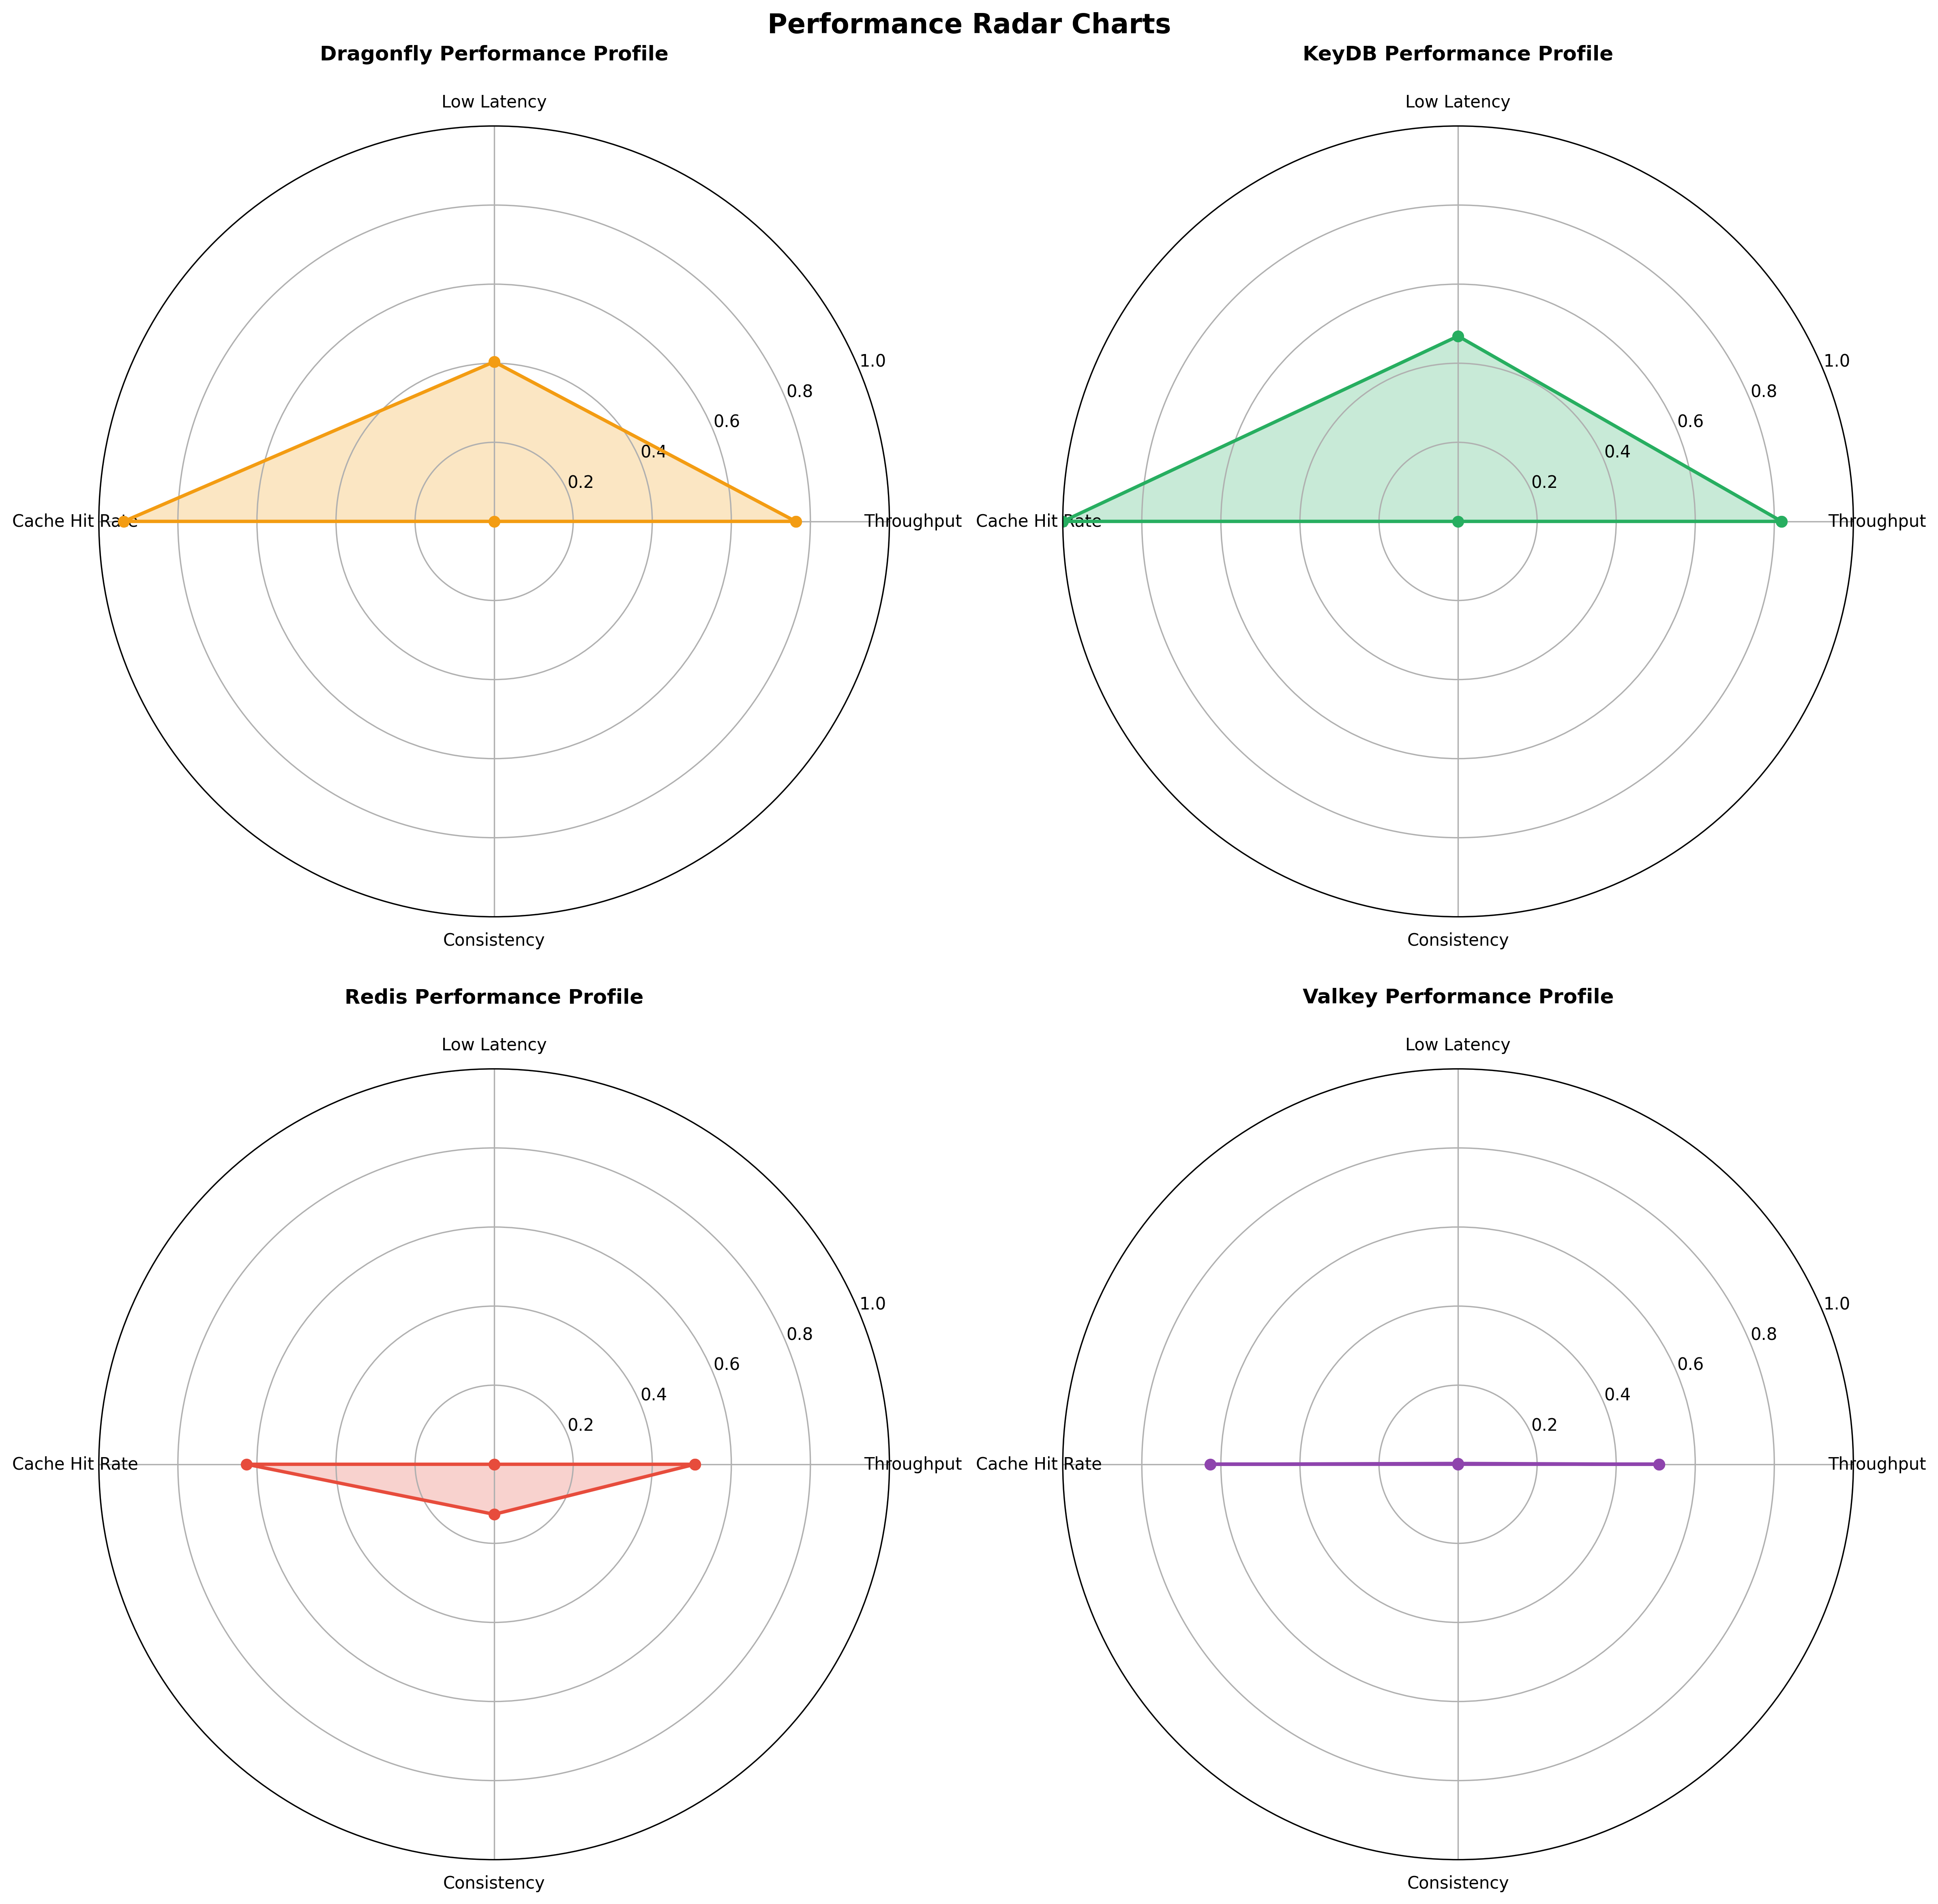 Performance Radar Charts
Dragonfly Performance Profile
Low Latency
1.0
0.8
0.6
0.4
0.2
Cache Hit Rate
Throughput
Consistency
KeyDB Performance Profile
Low Latency
1.0
0.8
0.6
0.4
0.2
Cache Hit Rate
Throughput
Consistency
Redis Performance Profile
Low Latency
1.0
0.8
0.6
0.4
0.2
Cache Hit Rate
Throughput
Consistency
Valkey Performance Profile
Low Latency
1.0
0.8
0.6
0.4
0.2
Cache Hit Rate
Throughput
Consistency